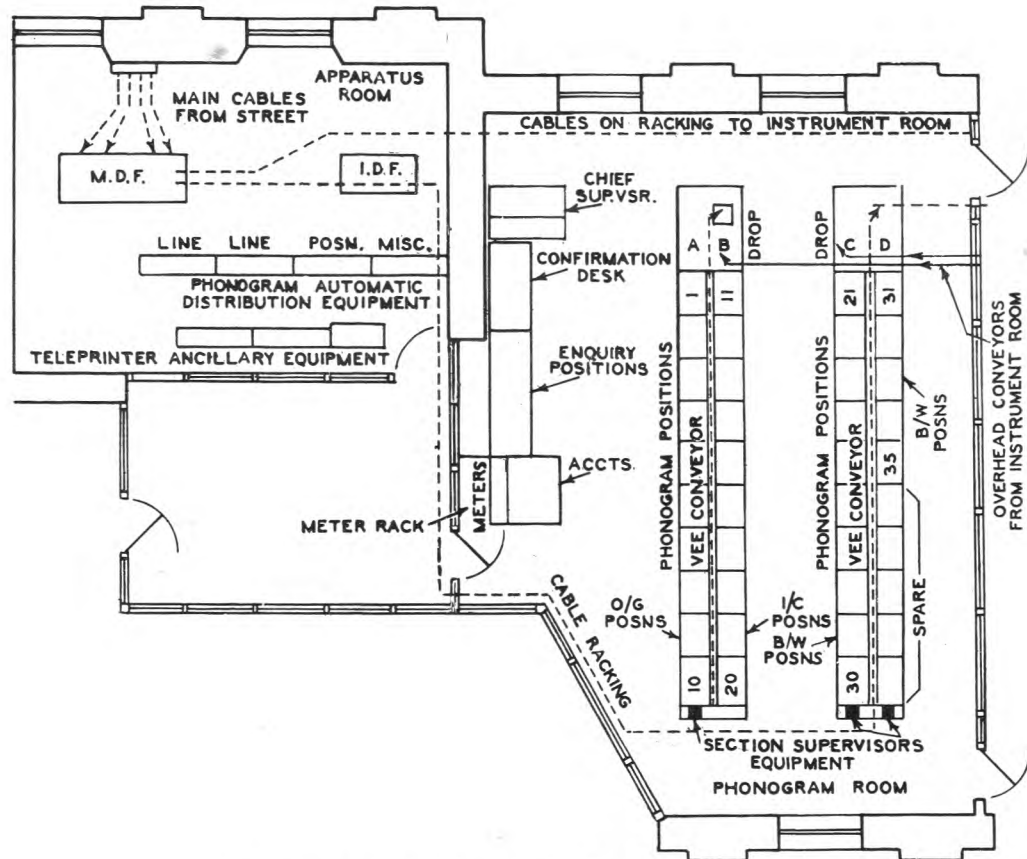 APPARATUS
ROOM
MAIN CABLES
FROM STREET
CABLES ON RACKING TO INSTRUMENT ROOM
M.D.F.
I.D.F.
CHIEF
SUP.VSR.
LINE LINE POSN. MISC.
PHONOGRAM AUTOMATIC
DISTRIBUTION EQUIPMENT
TELEPRINTER ANCILLARY EQUIPMENT
CONFIRMATION
DESK
ENQUIRY
POSITIONS
ACCTS.
METERS
METER RACK
A B
DROP
DROP
C D
1 11
21 31
PHONOGRAM POSITIONS
VEE CONVEYOR
PHONOGRAM POSITIONS
VEE CONVEYOR
35
B/W
POSNS
OVERHEAD CONVEYORS
FROM INSTRUMENT ROOM
SPARE
CABLE RACKING
O/G
POSNS
I/C
POSNS
B/W
POSNS
10 20
30
SECTION SUPERVISORS
EQUIPMENT
PHONOGRAM ROOM